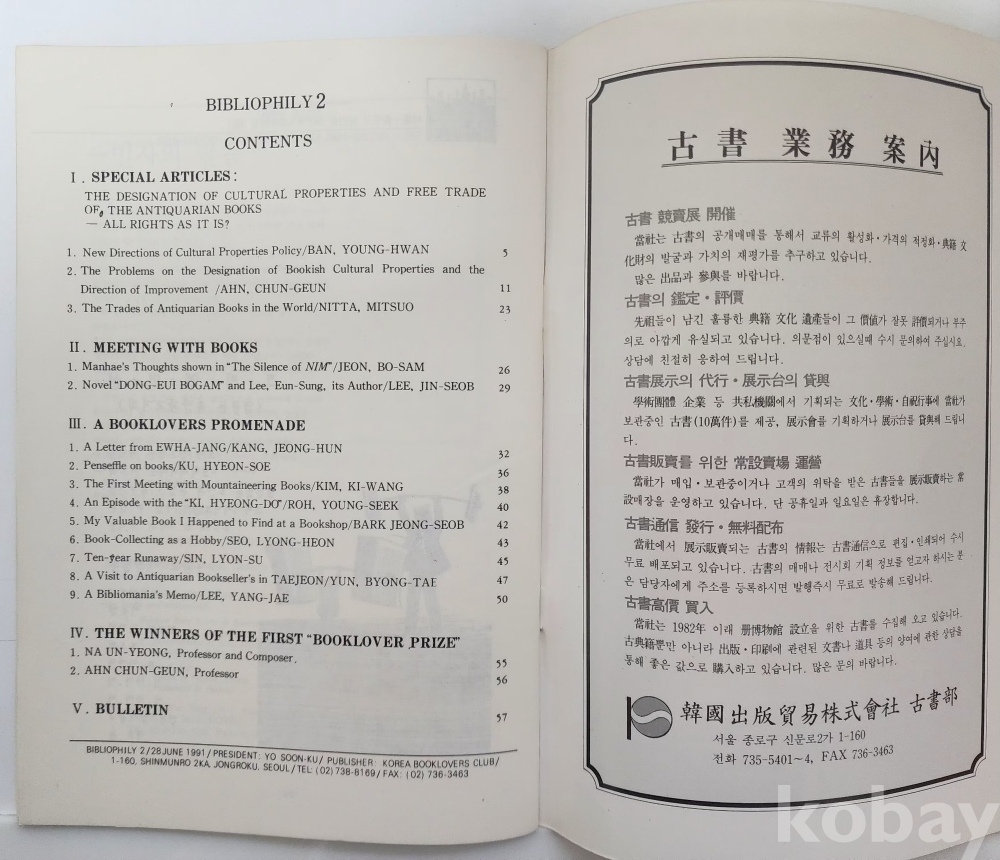 BIBLIOPHILY 2
CONTENTS
I. SPECIAL ARTICLES:
THE DESIGNATION OF CULTURAL PROPERTIES AND FREE TRADE
OF THE ANTIQUARIAN BOOKS
— ALL RIGHTS AS IT IS?
1. New Directions of Cultural Properties Policy/BAN, YOUNG-HWAN 5
2. The Problems on the Designation of Bookish Cultural Properties and the
Direction of Improvement /AHN, CHUN-GEUN 11
3. The Trades of Antiquarian Books in the World/NITTA, MITSUO 23
II. MEETING WITH BOOKS
1. Manhae's Thoughts shown in "The Silence of NIM"/JEON, BO-SAM 26
2. Novel "DONG-EUI BOGAM" and Lee, Eun-Sung, its Author/LEE, JIN-SEOB 29
III. A BOOKLOVERS PROMENADE
1. A Letter from EWHA-JANG/KANG, JEONG-HUN 32
2. Penseffle on books/KU, HYEON-SOE 36
3. The First Meeting with Mountaineering Books/KIM, KI-WANG 38
4. An Episode with the "KI, HYEONG-DO"/ROH, YOUNG-SEEK 40
5. My Valuable Book I Happened to Find at a Bookshop/BARK JEONG-SEOB 42
6. Book-Collecting as a Hobby/SEO, LYONG-HEON 43
7. Ten-year Runaway/SIN, LYON-SU 45
8. A Visit to Antiquarian Bookseller's in TAEJEON/YUN, BYONG-TAE 47
9. A Bibliomania's Memo/LEE, YANG-JAE 50
IV. THE WINNERS OF THE FIRST "BOOKLOVER PRIZE"
1. NA UN-YEONG, Professor and Composer. 55
2. AHN CHUN-GEUN, Professor 56
V. BULLETIN 57
BIBLIOPHILY 2/28 JUNE 1991/PRESIDENT: YO SOON-KU/ PUBLISHER: KOREA BOOKLOVERS CLUB/
1-160, SHINMUNRO 2KA, JONGROKU, SEOUL/TEL: (02) 738-8169/FAX: (02) 736-3463
古書 業務 案內
古書 競賣展 開催
當社는 古書의 공개매매를 통해서 교류의 활성화·가격의 적정화·典籍 文
化財의 발굴과 가치의 재평가를 추구하고 있습니다.
많은 出品과 參與를 바랍니다.
古書의 鑑定·評價
先祖들이 남긴 훌륭한 典籍 文化 遺産들이 그 價値가 잘못 評價되거나 부주
의로 아깝게 유실되고 있습니다. 의문점이 있으실때 수시 문의하여 주십시요.
상담에 친절히 응하여 드립니다.
古書展示의 代行·展示台의 貸與
學術團體 企業 등 共私機關에서 기획되는 文化·學術·自祝行事에 當社가
보관중인 古書(10萬件)를 제공, 展示會를 기획하거나 展示台를 貸與해 드립니
다.
古書販賣를 위한 常設賣場 運營
當社가 매입·보관중이거나 고객의 위탁을 받은 古書들을 展示販賣하는 常
設매장을 운영하고 있습니다. 단 공휴일과 일요일은 휴장합니다.
古書通信 發行·無料配布
當社에서 展示販賣되는 古書의 情報는 古書通信으로 편집·인쇄되어 수시
무료 배포되고 있습니다. 古書의 매매나 전시회 기획 정보를 얻고자 하시는 분
은 담당자에게 주소를 등록하시면 발행즉시 무료로 발송해 드립니다.
古書高價 買入
當社는 1982年 이래 册博物館 設立을 위한 古書를 수집해 오고 있습니다.
古典籍뿐만 아니라 出版·印刷에 관련된 文書나 道具 등의 양여에 관한 상담을
통해 좋은 값으로 購入하고 있습니다. 많은 문의 바랍니다.
韓國出版貿易株式會社 古書部
서울 종로구 신문로2가 1-160
전화 735-5401~4, FAX 736-3463
kobay